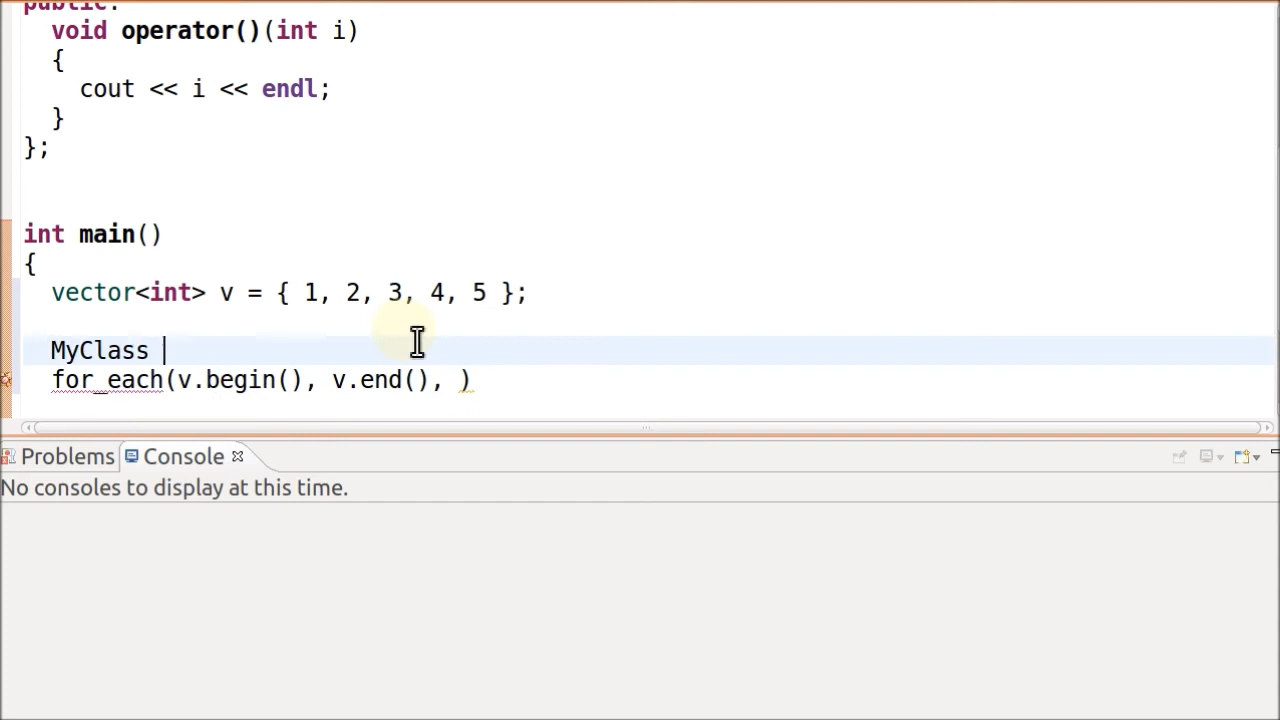 public:
void operator()(int i)
{
cout << i << endl;
}
};
int main()
{
vector<int> v = { 1, 2, 3, 4, 5 };
MyClass
for_each(v.begin(), v.end(), )
Problems Console
No consoles to display at this time.